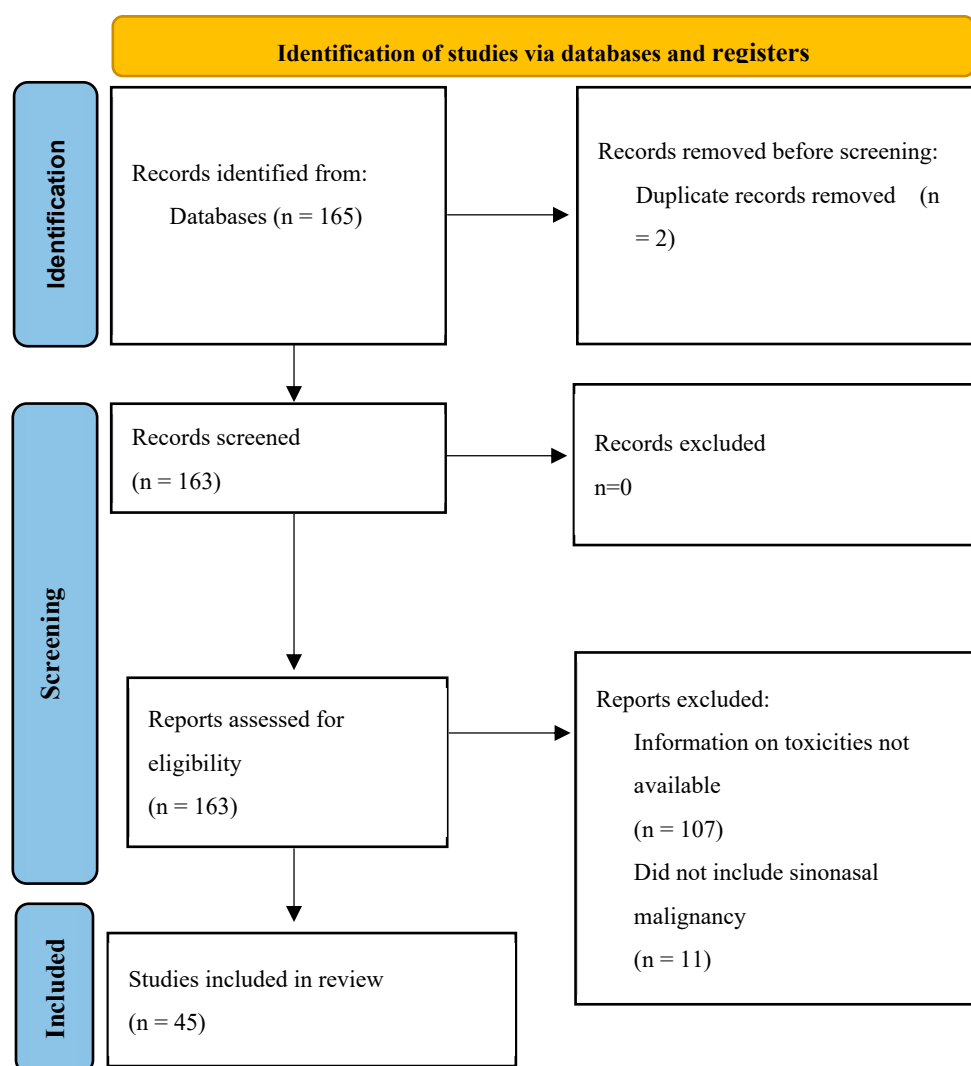 Identification of studies via databases and registers
Identification
Records identified from:
Databases (n = 165)
Records removed before screening:
Duplicate records removed (n
= 2)
Screening
Records screened
(n = 163)
Records excluded
n=0
Reports assessed for
eligibility
(n = 163)
Reports excluded:
Information on toxicities not
available
(n = 107)
Did not include sinonasal
malignancy
(n = 11)
Included
Studies included in review
(n = 45)